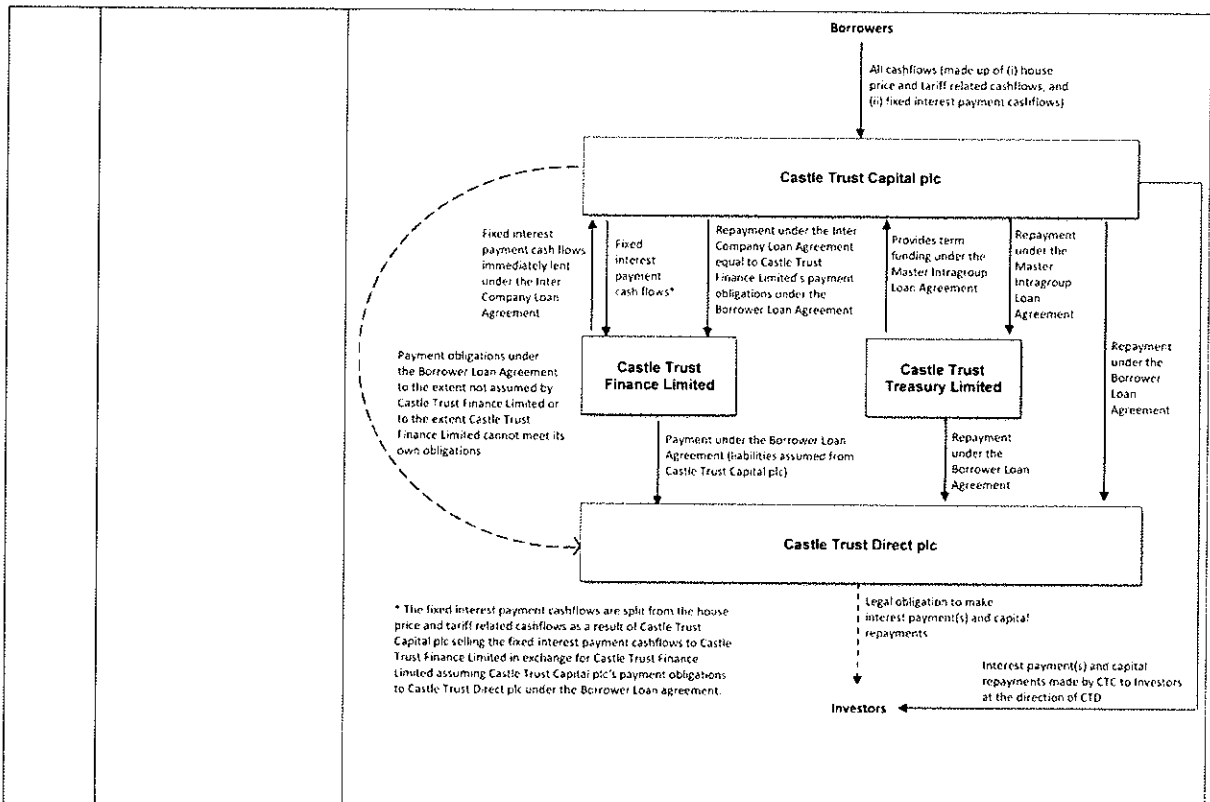 Borrowers
All cashflows (made up of (i) house
price and tariff related cashflows, and
(ii) fixed interest payment cashflows)
Castle Trust Capital plc
Fixed interest
payment cash flows
immediately lent
under the Inter
Company Loan
Agreement
Fixed
interest
payment
cash flows*
Repayment under the Inter
Company Loan Agreement
equal to Castle Trust
Finance Limited's payment
obligations under the
Borrower Loan Agreement
Provides term
funding under the
Master Intragroup
Loan Agreement
Repayment
under the
Master
Intragroup
Loan
Agreement
Repayment
under the
Borrower
Loan
Agreement
Payment obligations under
the Borrower Loan Agreement
to the extent not assumed by
Castle Trust Finance Limited or
to the extent Castle Trust
Finance Limited cannot meet its
own obligations
Castle Trust
Finance Limited
Castle Trust
Treasury Limited
Payment under the Borrower Loan
Agreement (liabilities assumed from
Castle Trust Capital plc)
Repayment
under the
Borrower Loan
Agreement
Castle Trust Direct plc
* The fixed interest payment cashflows are split from the house
price and tariff related cashflows as a result of Castle Trust
Capital plc selling the fixed interest payment cashflows to Castle
Trust Finance Limited in exchange for Castle Trust Finance
Limited assuming Castle Trust Capital plc's payment obligations
to Castle Trust Direct plc under the Borrower Loan agreement.
Legal obligation to make
interest payment(s) and capital
repayments
Interest payment(s) and capital
repayments made by CTC to Investors
at the direction of CTD
Investors